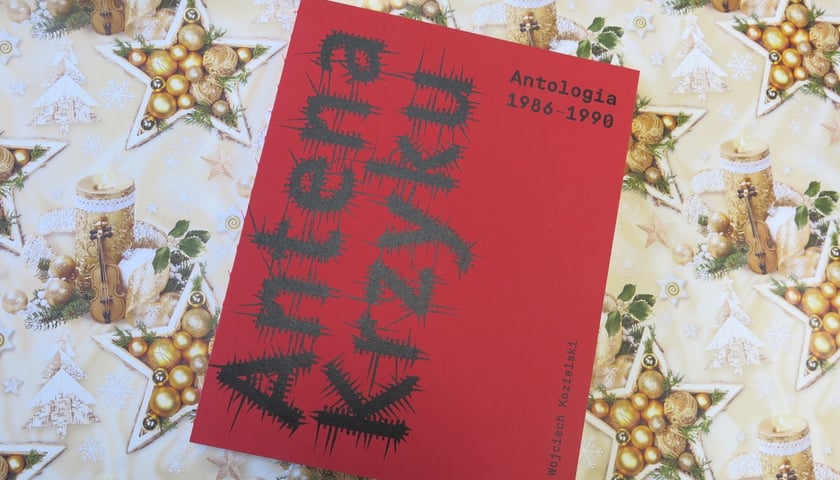 Antena
Krzyku
Antologia
1986–1990
Wojciech Kozielski